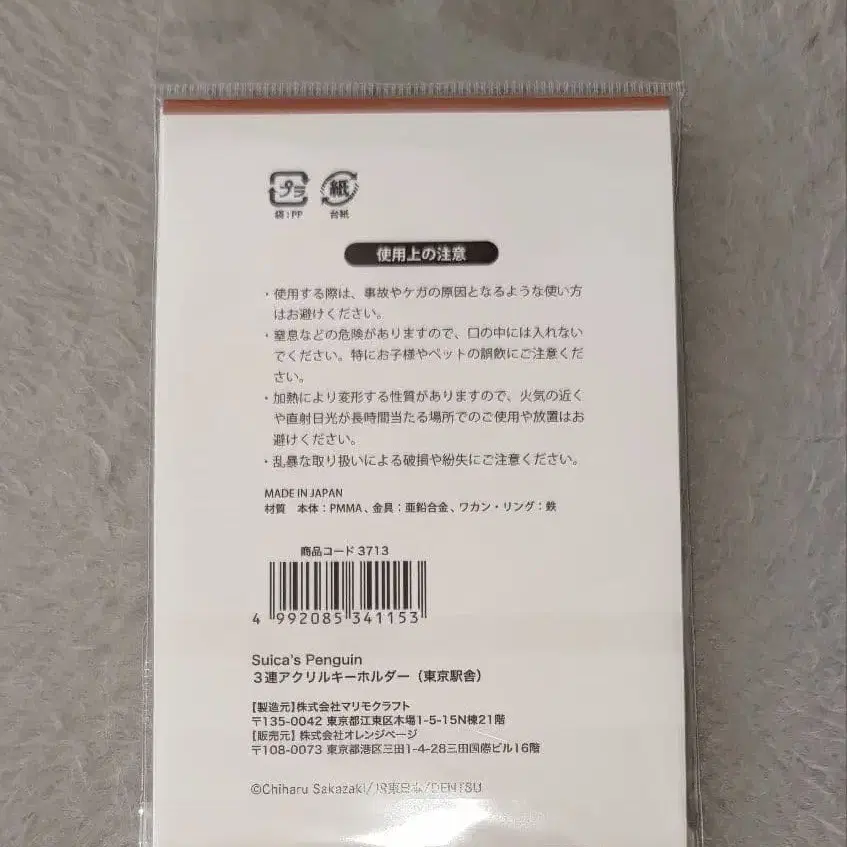 プラ 紙
袋：PP 台紙
使用上の注意
・使用する際は、事故やケガの原因となるような使い方
はお避けください。
・窒息などの危険がありますので、口の中には入れない
でください。特にお子様やペットの誤飲にご注意くだ
さい。
・加熱により変形する性質がありますので、火気の近く
や直射日光が長時間当たる場所でのご使用や放置はお
避けください。
・乱暴な取り扱いによる破損や紛失にご注意ください。
MADE IN JAPAN
材質　本体：PMMA、金具：亜鉛合金、ワカン・リング：鉄
商品コード 3713
4 992085 341153
Suica's Penguin
３連アクリルキーホルダー（東京駅舎）
【製造元】株式会社マリモクラフト
〒135-0042 東京都江東区木場1-5-15N棟21階
【販売元】株式会社オレンジページ
〒108-0073 東京都港区三田1-4-28三田国際ビル16階
©Chiharu Sakazaki/JR東日本/DENTSU